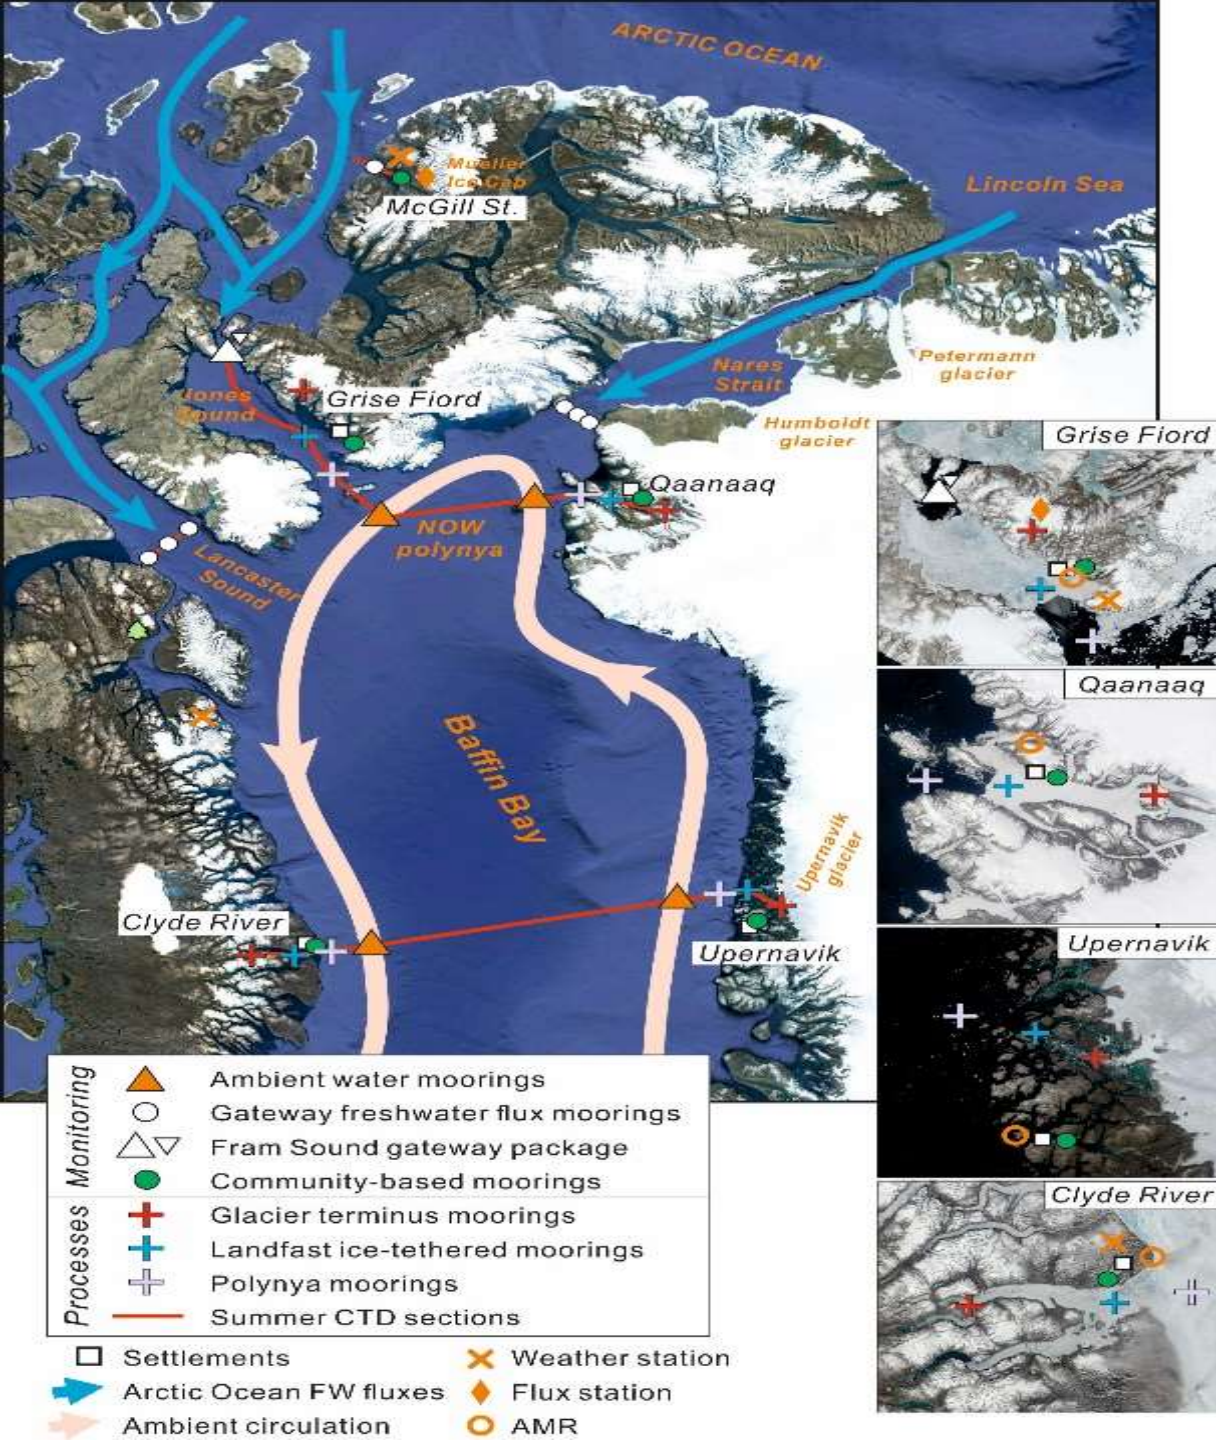 ARCTIC OCEAN
Mueller
Ice Cap
McGill St.
Lincoln Sea
Nares
Strait
Petermann
glacier
Jones
Sound
Grise Fiord
Humboldt
glacier
Qaanaaq
NOW
polynya
Lancaster
Sound
Baffin Bay
Upernavik
glacier
Clyde River
Upernavik
Grise Fiord
Qaanaaq
Upernavik
Clyde River
Monitoring
Ambient water moorings
Gateway freshwater flux moorings
Fram Sound gateway package
Community-based moorings
Processes
Glacier terminus moorings
Landfast ice-tethered moorings
Polynya moorings
Summer CTD sections
Settlements
Weather station
Arctic Ocean FW fluxes
Flux station
Ambient circulation
AMR